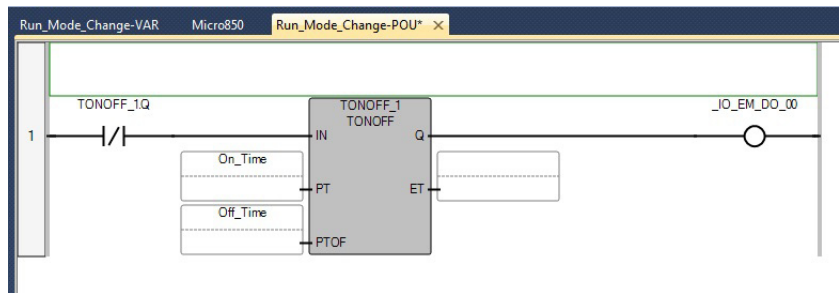 Run_Mode_Change-VAR Micro850 Run_Mode_Change-POU* ×
TONOFF_1.Q TONOFF_1 _IO_EM_DO_00
TONOFF
1 IN Q
On_Time
PT ET
Off_Time
PTOF